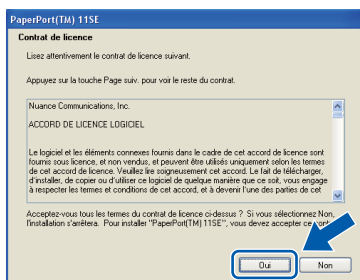 PaperPort(TM) 11SE
Contrat de licence
Lisez attentivement le contrat de licence suivant.
Appuyez sur la touche Page suiv. pour voir le reste du contrat.
Nuance Communications, Inc.
ACCORD DE LICENCE LOGICIEL
Le logiciel et les éléments connexes fournis dans le cadre de cet accord de licence sont
fournis sous licence, et non vendus, et peuvent être utilisés uniquement selon les termes
de cet accord de licence. Veuillez lire soigneusement cet accord. Le fait de télécharger,
d'installer, de copier ou d'utiliser ce logiciel de quelque manière que ce soit, vous engage
à respecter les termes et conditions de cet accord, et à devenir l'une des parties de cet
Acceptez-vous tous les termes du contrat de licence ci-dessus ? Si vous sélectionnez Non,
l'installation s'arrêtera. Pour installer "PaperPort(TM) 11SE", vous devez accepter ce
Oui
Non